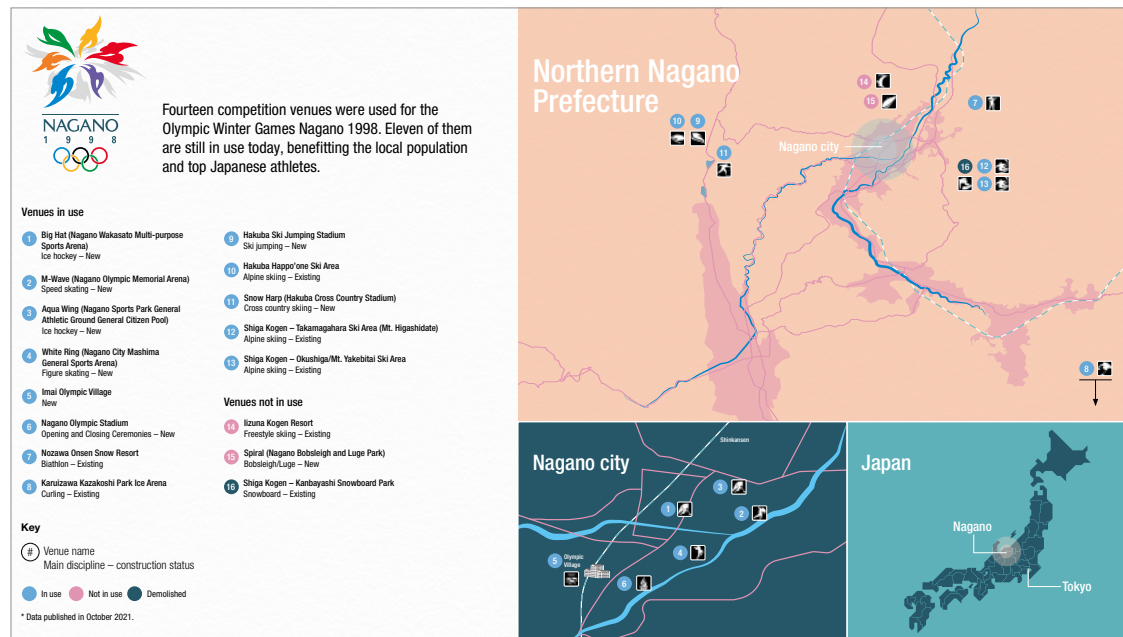 NAGANO
1 9 9 8
Fourteen competition venues were used for the
Olympic Winter Games Nagano 1998. Eleven of them
are still in use today, benefitting the local population
and top Japanese athletes.
Venues in use
1 Big Hat (Nagano Wakasato Multi-purpose
Sports Arena)
Ice hockey – New
2 M-Wave (Nagano Olympic Memorial Arena)
Speed skating – New
3 Aqua Wing (Nagano Sports Park General
Athletic Ground General Citizen Pool)
Ice hockey – New
4 White Ring (Nagano City Mashima
General Sports Arena)
Figure skating – New
5 Imai Olympic Village
New
6 Nagano Olympic Stadium
Opening and Closing Ceremonies – New
7 Nozawa Onsen Snow Resort
Biathlon – Existing
8 Karuizawa Kazakoshi Park Ice Arena
Curling – Existing
9 Hakuba Ski Jumping Stadium
Ski jumping – New
10 Hakuba Happo'one Ski Area
Alpine skiing – Existing
11 Snow Harp (Hakuba Cross Country Stadium)
Cross country skiing – New
12 Shiga Kogen – Takamagahara Ski Area (Mt. Higashidate)
Alpine skiing – Existing
13 Shiga Kogen – Okushiga/Mt. Yakebitai Ski Area
Alpine skiing – Existing
Venues not in use
14 Iizuna Kogen Resort
Freestyle skiing – Existing
15 Spiral (Nagano Bobsleigh and Luge Park)
Bobsleigh/Luge – New
16 Shiga Kogen – Kanbayashi Snowboard Park
Snowboard – Existing
Key
# Venue name
Main discipline – construction status
In use Not in use Demolished
* Data published in October 2021.
Northern Nagano
Prefecture
14
15
7
10 9
11
Nagano city
16 12
13
8
Nagano city
Shinkansen
3
1
2
4
5 Olympic
Village
6
Japan
Nagano
Tokyo